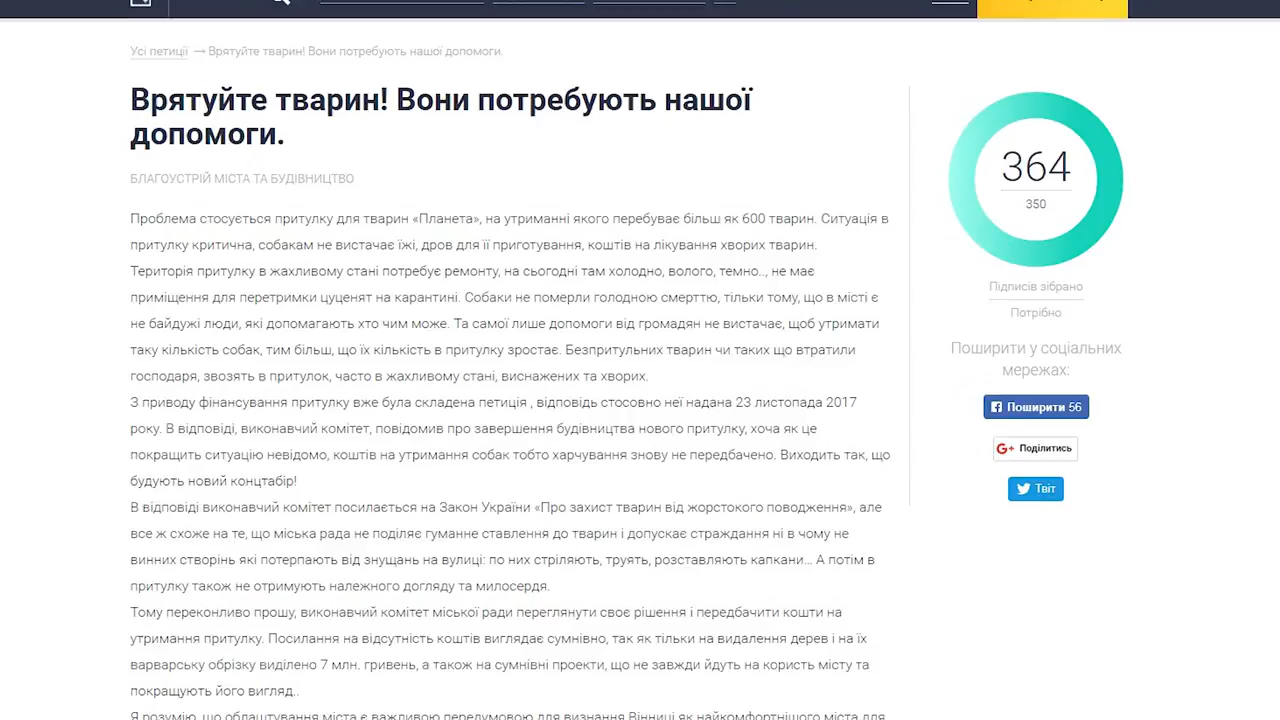 Усі петиції → Врятуйте тварин! Вони потребують нашої допомоги.
Врятуйте тварин! Вони потребують нашої
допомоги.
БЛАГОУСТРІЙ МІСТА ТА БУДІВНИЦТВО
Проблема стосується притулку для тварин «Планета», на утриманні якого перебуває більш як 600 тварин. Ситуація в
притулку критична, собакам не вистачає їжі, дров для її приготування, коштів на лікування хворих тварин.
Територія притулку в жахливому стані потребує ремонту, на сьогодні там холодно, волого, темно.., не має
приміщення для перетримки цуценят на карантині. Собаки не померли голодною смерттю, тільки тому, що в місті є
не байдужі люди, які допомагають хто чим може. Та самої лише допомоги від громадян не вистачає, щоб утримати
таку кількість собак, тим більш, що їх кількість в притулку зростає. Безпритульних тварин чи таких що втратили
господаря, звозять в притулок, часто в жахливому стані, виснажених та хворих.
З приводу фінансування притулку вже була складена петиція , відповідь стосовно неї надана 23 листопада 2017
року. В відповіді, виконавчий комітет, повідомив про завершення будівництва нового притулку, хоча як це
покращить ситуацію невідомо, коштів на утримання собак тобто харчування знову не передбачено. Виходить так, що
будують новий концтабір!
В відповіді виконавчий комітет посилається на Закон України «Про захист тварин від жорстокого поводження», але
все ж схоже на те, що міська рада не поділяє гуманне ставлення до тварин і допускає страждання ні в чому не
винних створінь які потерпають від знущань на вулиці: по них стріляють, труять, розставляють капкани... А потім в
притулку також не отримують належного догляду та милосердя.
Тому переконливо прошу, виконавчий комітет міської ради переглянути своє рішення і передбачити кошти на
утримання притулку. Посилання на відсутність коштів виглядає сумнівно, так як тільки на видалення дерев і на їх
варварську обрізку виділено 7 млн. гривень, а також на сумнівні проекти, що не завжди йдуть на користь місту та
покращують його вигляд..
Я розумію, що облаштування міста є важливою передумовою для визнання Вінниці як найкомфортнішого міста для
364
350
Підписів зібрано
Потрібно
Поширити у соціальних
мережах:
Поширити 56
G+ Поділитись
Твіт